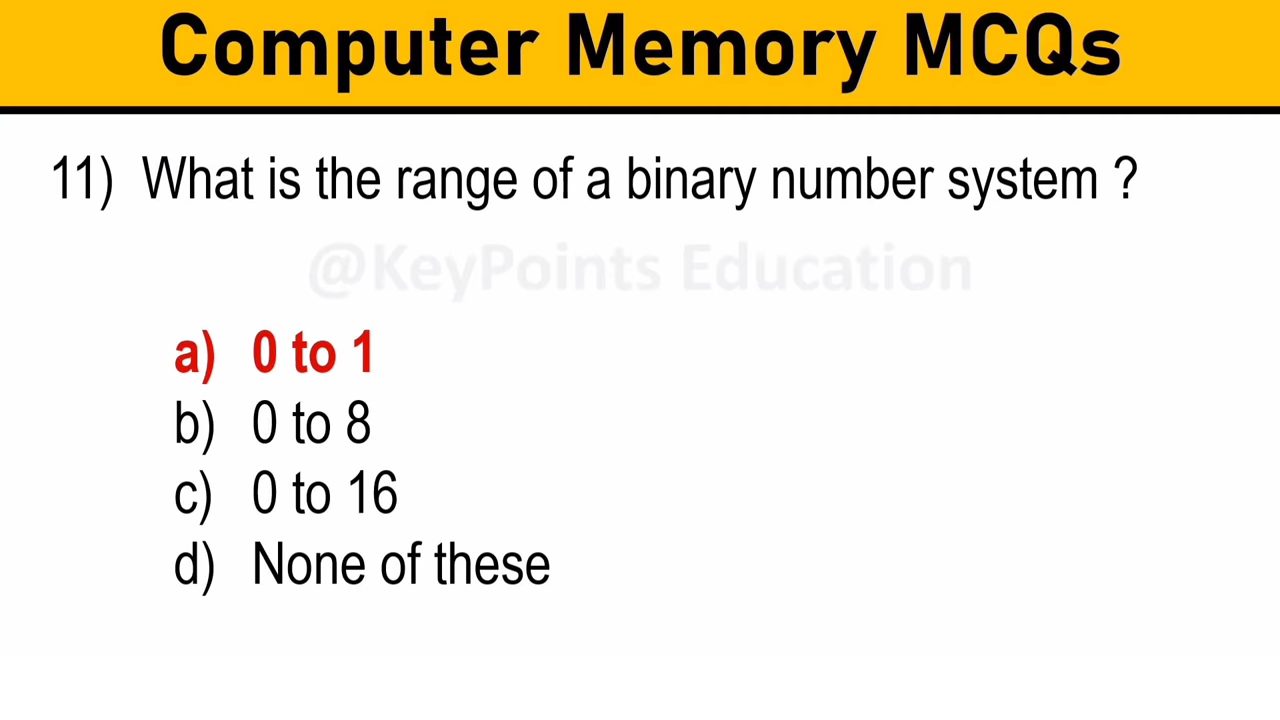 Computer Memory MCQs
11) What is the range of a binary number system ?
@KeyPoints Education
a) 0 to 1
b) 0 to 8
c) 0 to 16
d) None of these